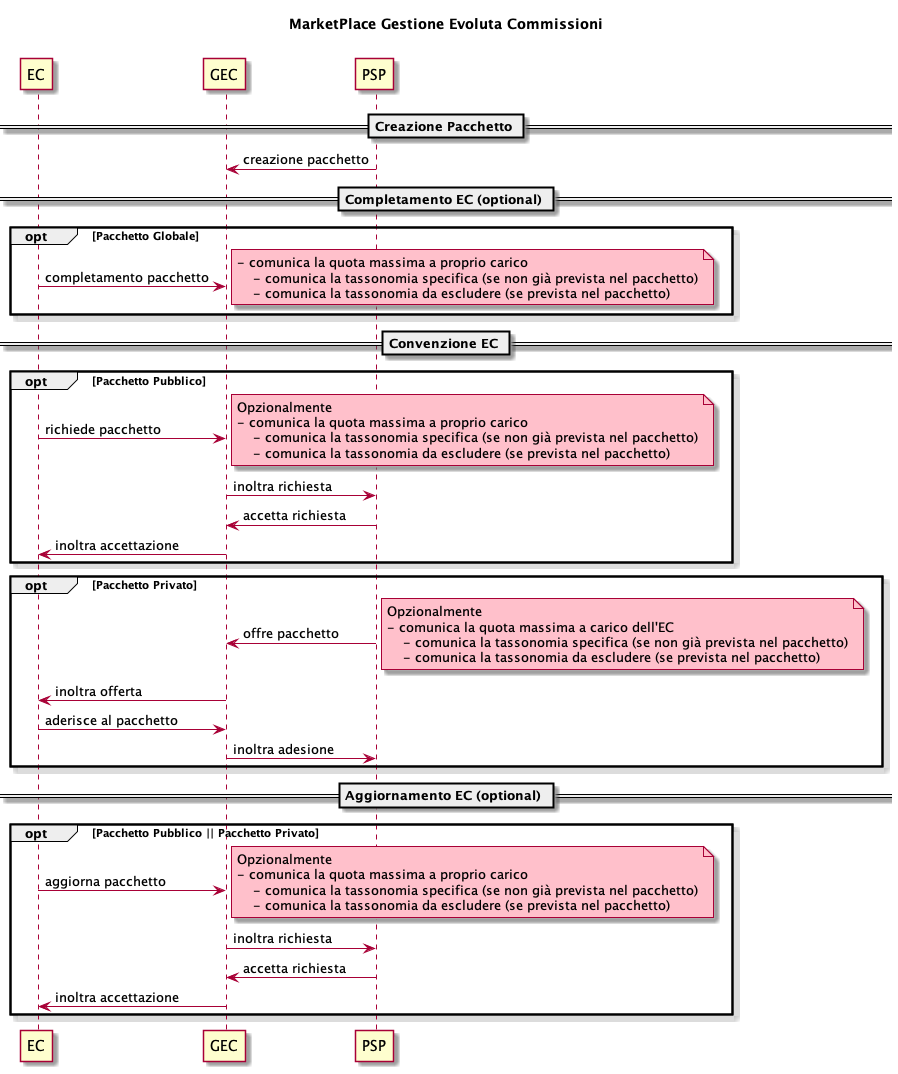 MarketPlace Gestione Evoluta Commissioni
EC
GEC
PSP
Creazione Pacchetto
creazione pacchetto
Completamento EC (optional)
opt
[Pacchetto Globale]
completamento pacchetto
- comunica la quota massima a proprio carico
- comunica la tassonomia specifica (se non già prevista nel pacchetto)
- comunica la tassonomia da escludere (se prevista nel pacchetto)
Convenzione EC
opt
[Pacchetto Pubblico]
richiede pacchetto
Opzionalmente
- comunica la quota massima a proprio carico
- comunica la tassonomia specifica (se non già prevista nel pacchetto)
- comunica la tassonomia da escludere (se prevista nel pacchetto)
inoltra richiesta
accetta richiesta
inoltra accettazione
opt
[Pacchetto Privato]
offre pacchetto
Opzionalmente
- comunica la quota massima a carico dell'EC
- comunica la tassonomia specifica (se non già prevista nel pacchetto)
- comunica la tassonomia da escludere (se prevista nel pacchetto)
inoltra offerta
aderisce al pacchetto
inoltra adesione
Aggiornamento EC (optional)
opt
[Pacchetto Pubblico || Pacchetto Privato]
aggiorna pacchetto
Opzionalmente
- comunica la quota massima a proprio carico
- comunica la tassonomia specifica (se non già prevista nel pacchetto)
- comunica la tassonomia da escludere (se prevista nel pacchetto)
inoltra richiesta
accetta richiesta
inoltra accettazione
EC
GEC
PSP